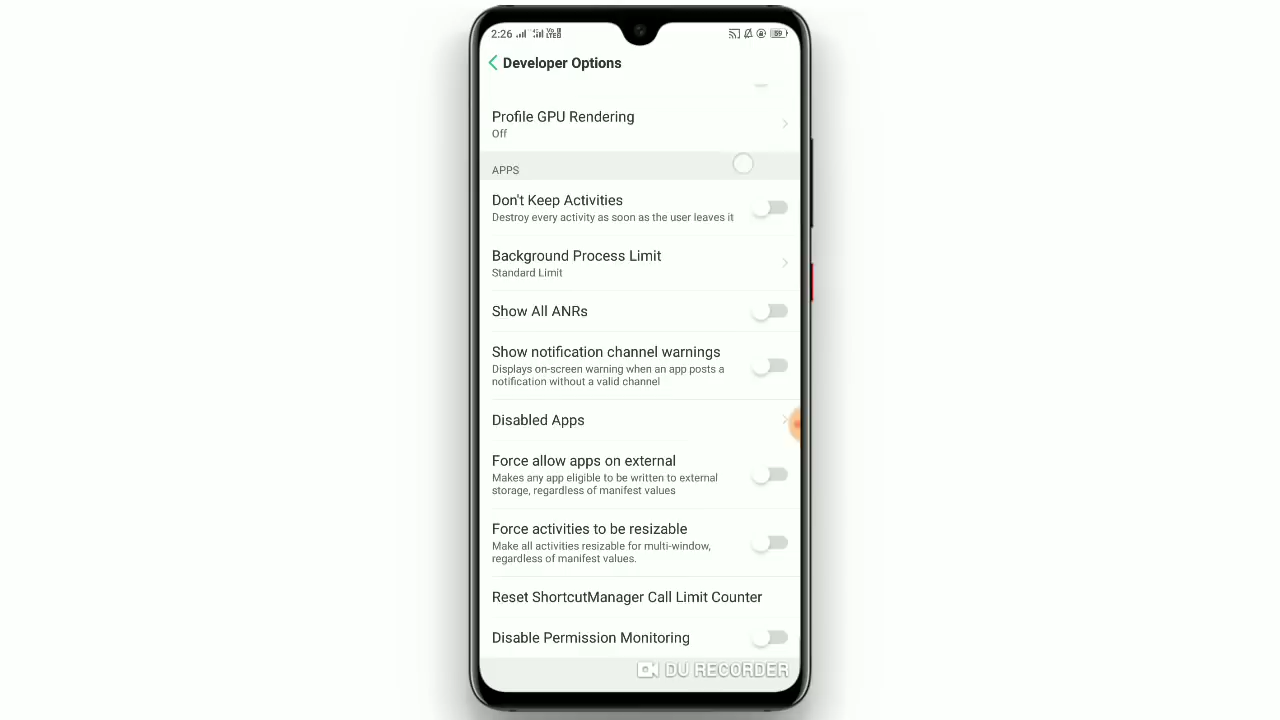 2:26
59
Developer Options
Profile GPU Rendering
Off
APPS
Don't Keep Activities
Destroy every activity as soon as the user leaves it
Background Process Limit
Standard Limit
Show All ANRs
Show notification channel warnings
Displays on-screen warning when an app posts a
notification without a valid channel
Disabled Apps
Force allow apps on external
Makes any app eligible to be written to external
storage, regardless of manifest values
Force activities to be resizable
Make all activities resizable for multi-window,
regardless of manifest values.
Reset ShortcutManager Call Limit Counter
Disable Permission Monitoring
DU RECORDER